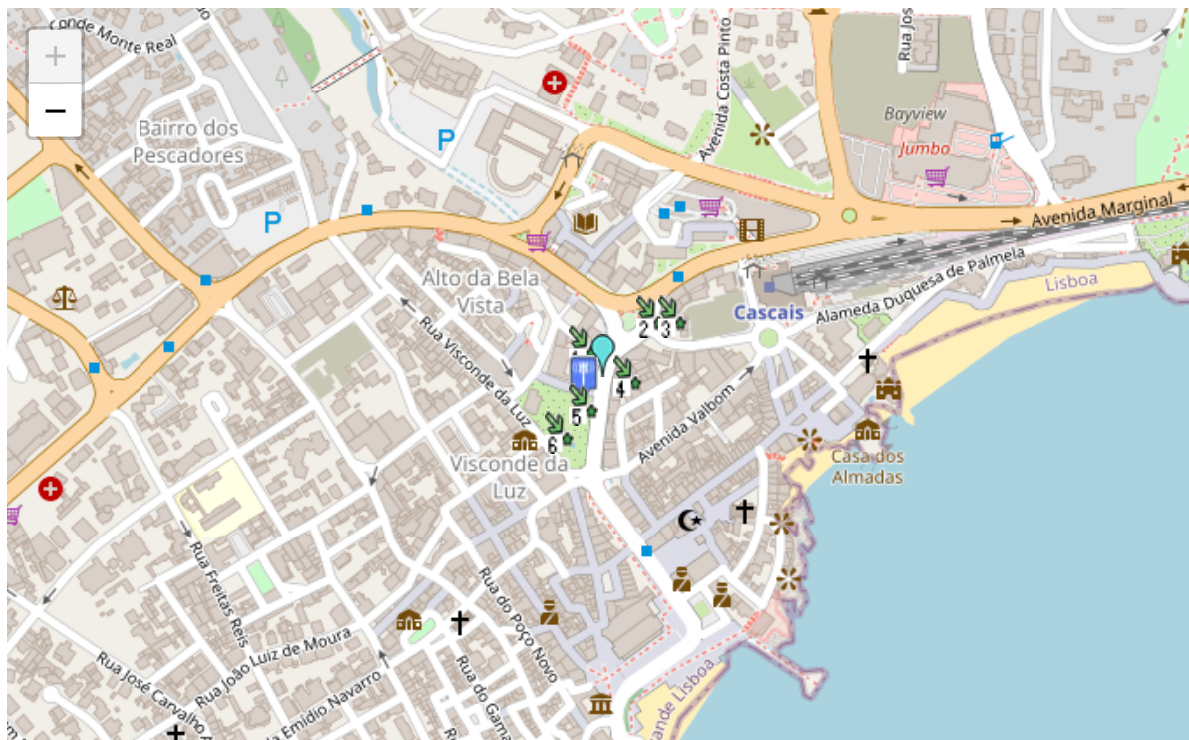 Conde Monte Real
+
−
Bairro dos
Pescadores
P
P
Avenida Costa Pinto
Rua Jos
Bayview
Jumbo
Avenida Marginal
Alto da Bela
Vista
Cascais
Alameda Duquesa de Palmela
Lisboa
2
3
4
5
6
Rua Visconde da Luz
Avenida Valbom
Visconde da
Luz
Casa dos
Almadas
Rua Freitas Reis
Rua do Poço Novo
Rua João Luiz de Moura
Rua José Carvalho A
da Emídio Navarro
Rua do Gama
ande Lisboa